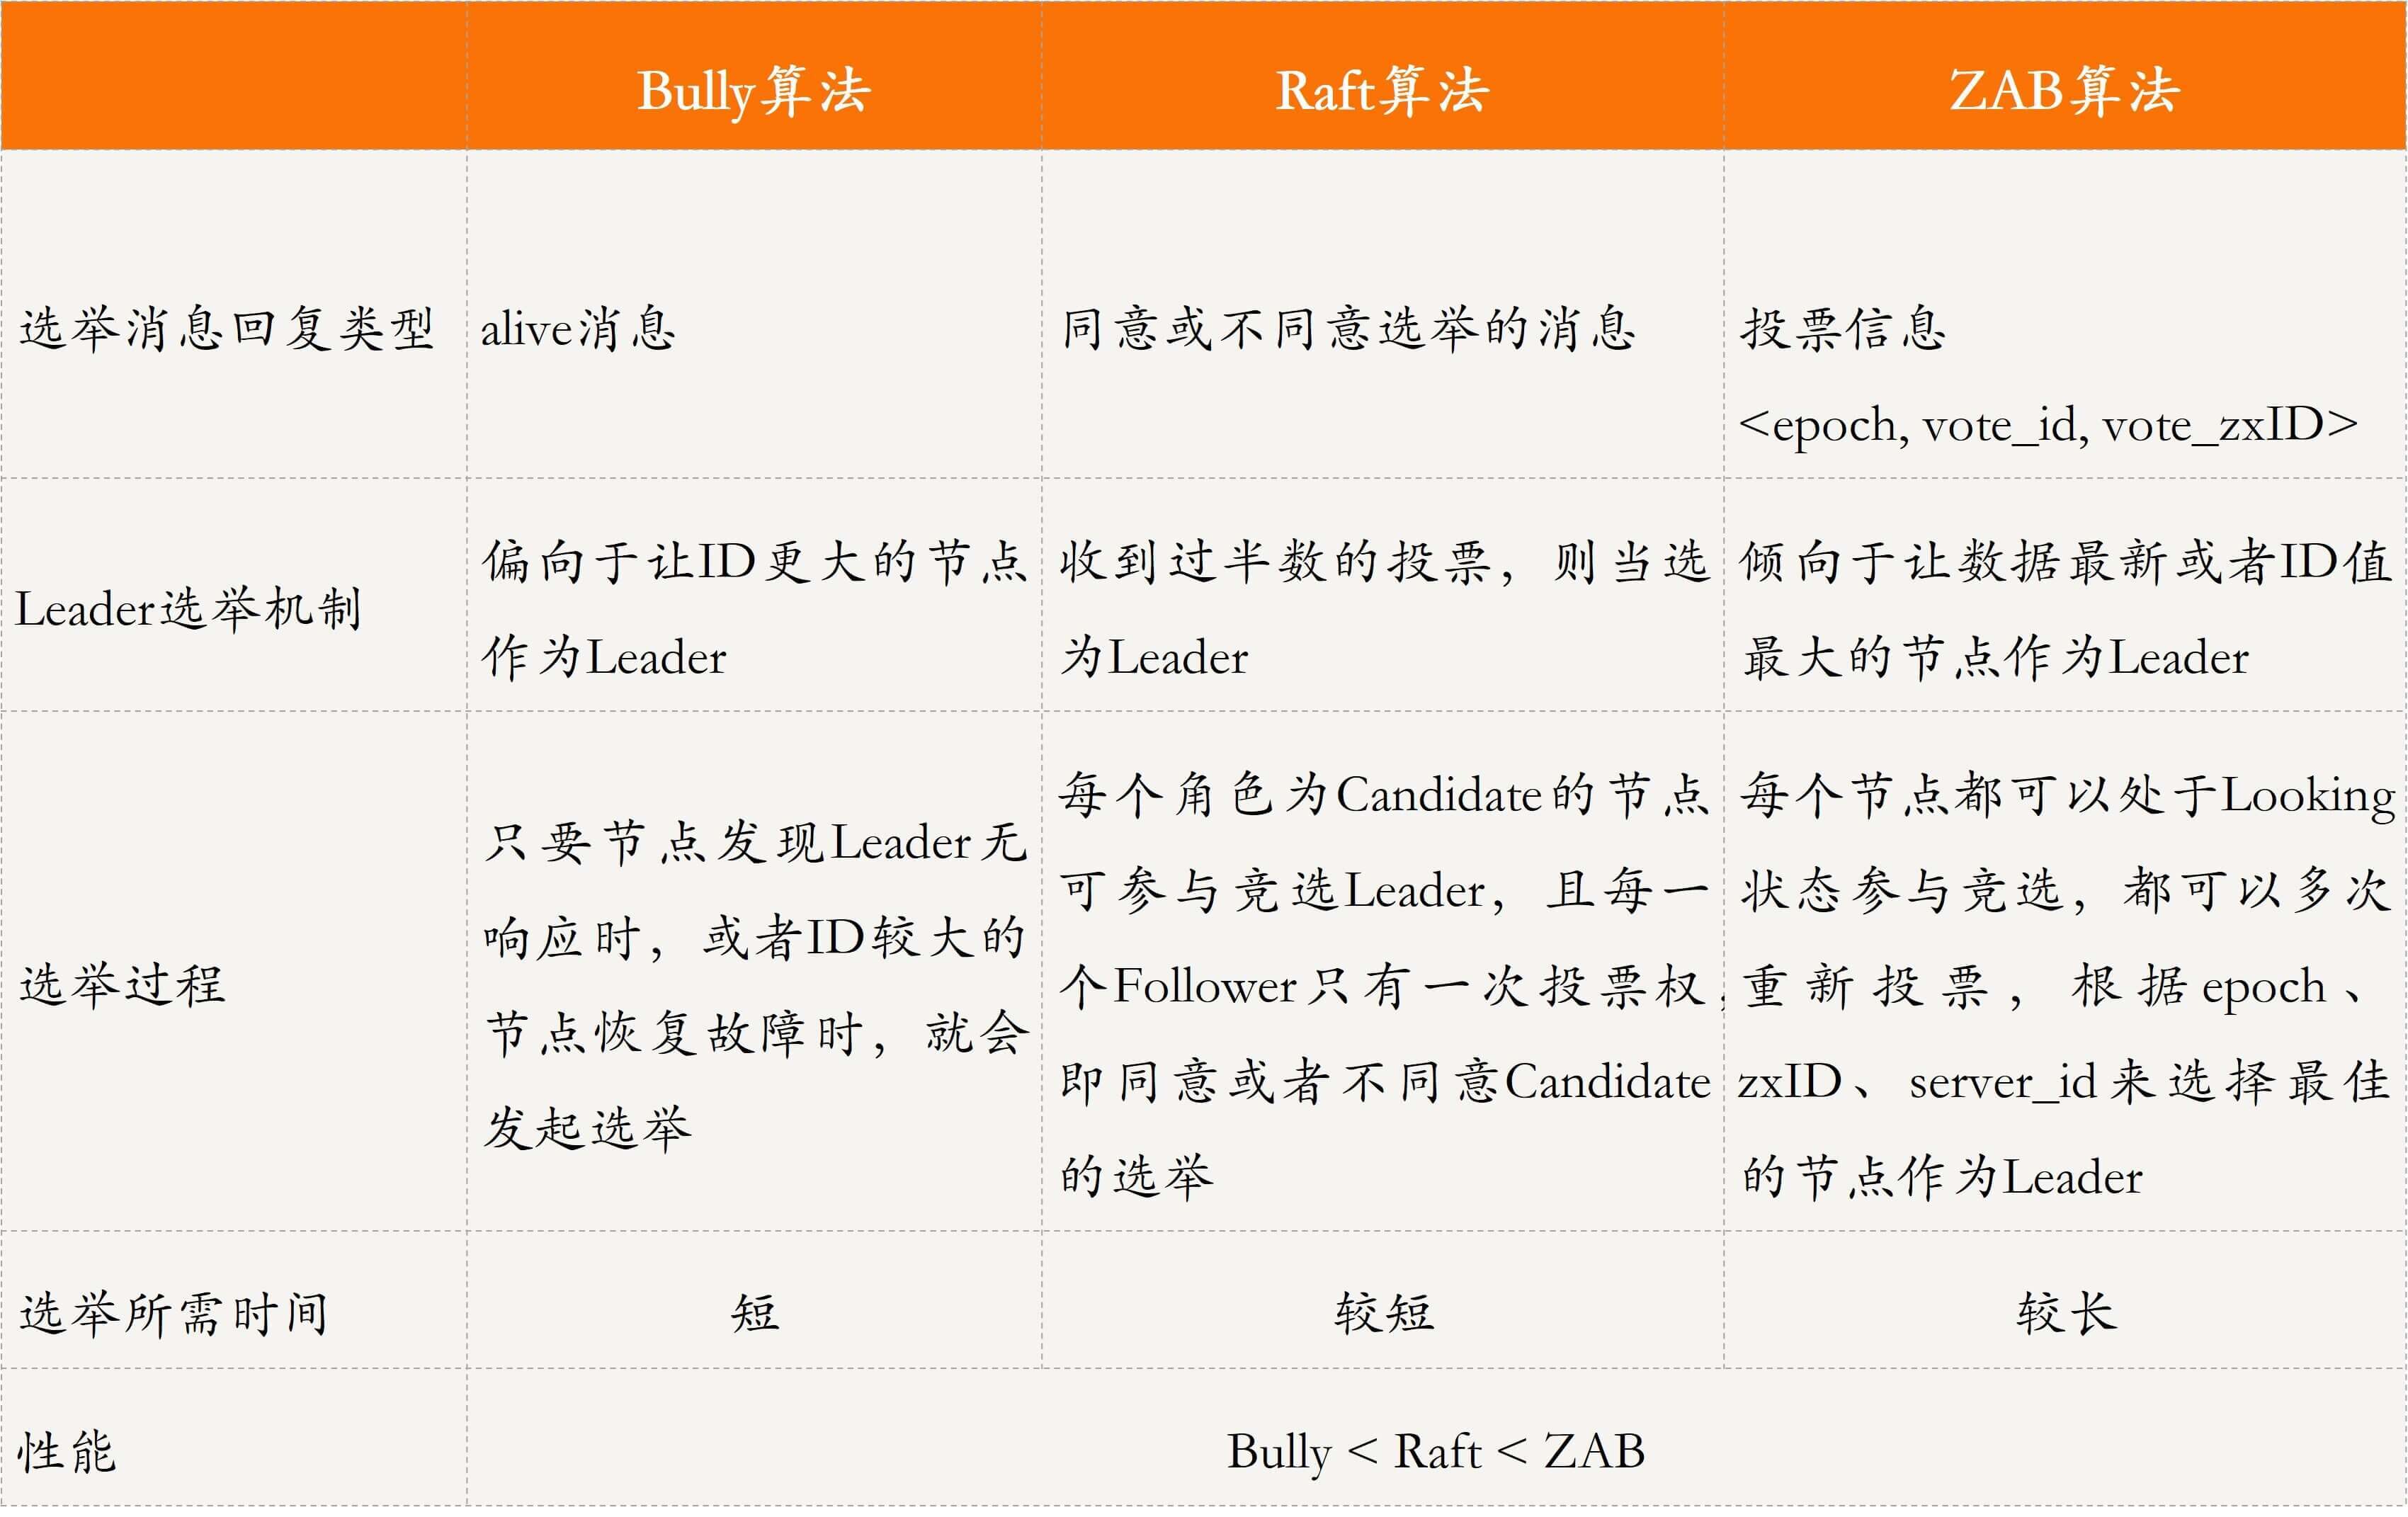 Bully算法
Raft算法
ZAB算法
选举消息回复类型
alive消息
同意或不同意选举的消息
投票信息
<epoch, vote_id, vote_zxID>
Leader选举机制
偏向于让ID更大的节点
作为Leader
收到过半数的投票，则当选
为Leader
倾向于让数据最新或者ID值
最大的节点作为Leader
选举过程
只要节点发现Leader无
响应时，或者ID较大的
节点恢复故障时，就会
发起选举
每个角色为Candidate的节点
可参与竞选Leader，且每一
个Follower只有一次投票权，
即同意或者不同意Candidate
的选举
每个节点都可以处于Looking
状态参与竞选，都可以多次
重新投票，根据epoch、
zxID、server_id来选择最佳
的节点作为Leader
选举所需时间
短
较短
较长
性能
Bully < Raft < ZAB